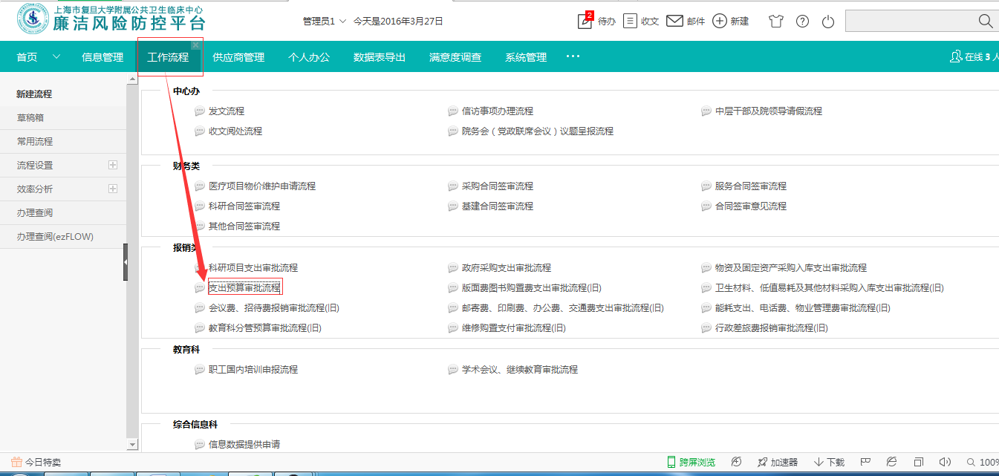 上海市复旦大学附属公共卫生临床中心
廉洁风险防控平台
管理员1 今天是2016年3月27日
2 待办 收文 邮件 新建
首页 信息管理 工作流程 供应商管理 个人办公 数据表导出 满意度调查 系统管理 ··· 在线 3 人
新建流程
草稿箱
常用流程
流程设置
效率分析
办理查阅
办理查阅(ezFLOW)
中心办
发文流程 信访事项办理流程 中层干部及院领导请假流程
收文阅处流程 院务会（党政联席会议）议题呈报流程
财务类
医疗项目物价维护申请流程 采购合同签审流程 服务合同签审流程
科研合同签审流程 基建合同签审流程 合同签审意见流程
其他合同签审流程
报销类
科研项目支出审批流程 政府采购支出审批流程 物资及固定资产采购入库支出审批流程
支出预算审批流程 版面费图书购置费支出审批流程(旧) 卫生材料、低值易耗及其他材料采购入库支出审批流程(旧)
会议费、招待费报销审批流程(旧) 邮寄费、印刷费、办公费、交通费支出审批流程(旧) 能耗支出、电话费、物业管理费审批流程(旧)
教育科分管预算审批流程(旧) 维修购置支付审批流程(旧) 行政差旅费报销审批流程(旧)
教育科
职工国内培训申报流程 学术会议、继续教育审批流程
综合信息科
信息数据提供申请
今日特卖 跨屏浏览 加速器 下载 100%